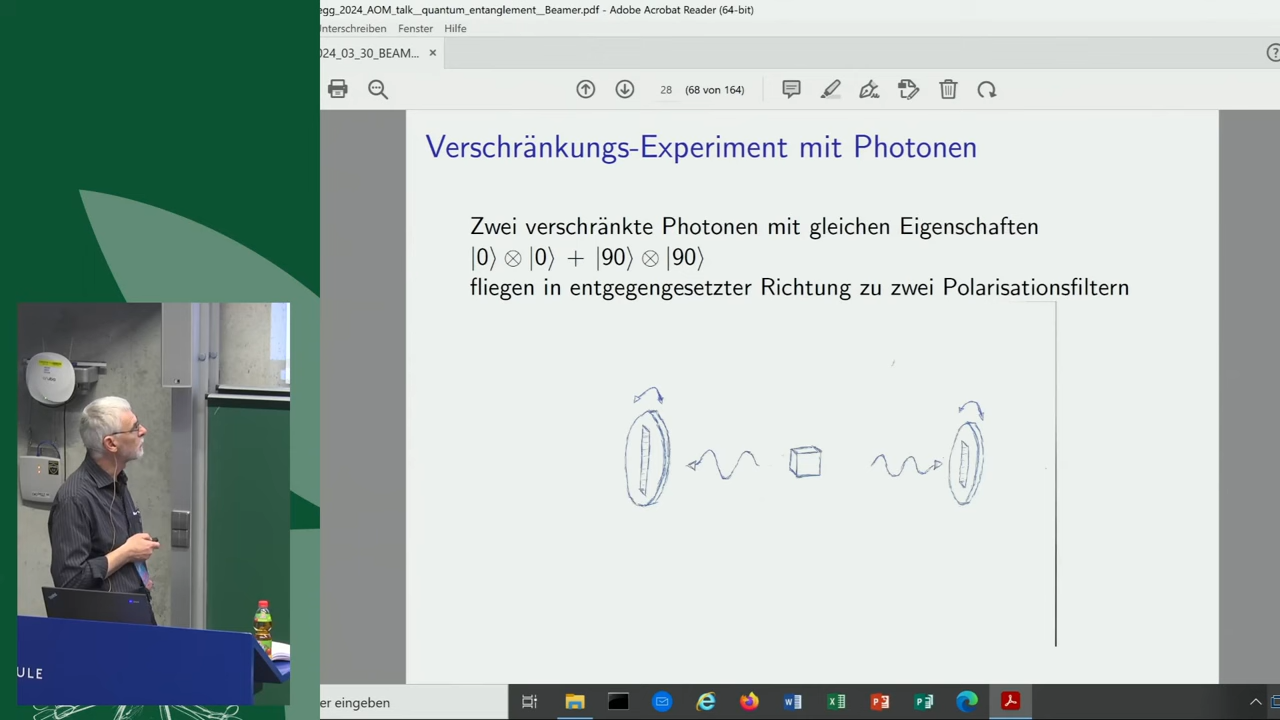 egg_2024_AOM_talk__quantum_entanglement__Beamer.pdf - Adobe Acrobat Reader (64-bit)
Unterschreiben Fenster Hilfe
024_03_30_BEAM... ×
28 (68 von 164)
Verschränkungs-Experiment mit Photonen
Zwei verschränkte Photonen mit gleichen Eigenschaften
|0⟩ ⊗ |0⟩ + |90⟩ ⊗ |90⟩
fliegen in entgegengesetzter Richtung zu zwei Polarisationsfiltern
ULE
er eingeben